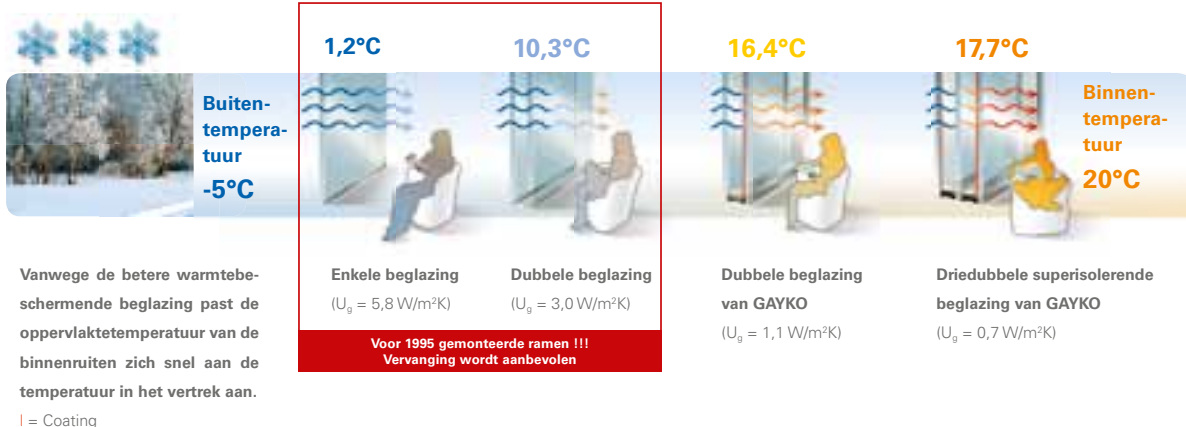 1,2°C
10,3°C
16,4°C
17,7°C
Buiten-
tempera-
tuur
-5°C
Binnen-
tempera-
tuur
20°C
Vanwege de betere warmtebe-
schermende beglazing past de
oppervlaktetemperatuur van de
binnenruiten zich snel aan de
temperatuur in het vertrek aan.
| = Coating
Enkele beglazing
(Ug = 5,8 W/m²K)
Dubbele beglazing
(Ug = 3,0 W/m²K)
Voor 1995 gemonteerde ramen !!!
Vervanging wordt aanbevolen
Dubbele beglazing
van GAYKO
(Ug = 1,1 W/m²K)
Driedubbele superisolerende
beglazing van GAYKO
(Ug = 0,7 W/m²K)